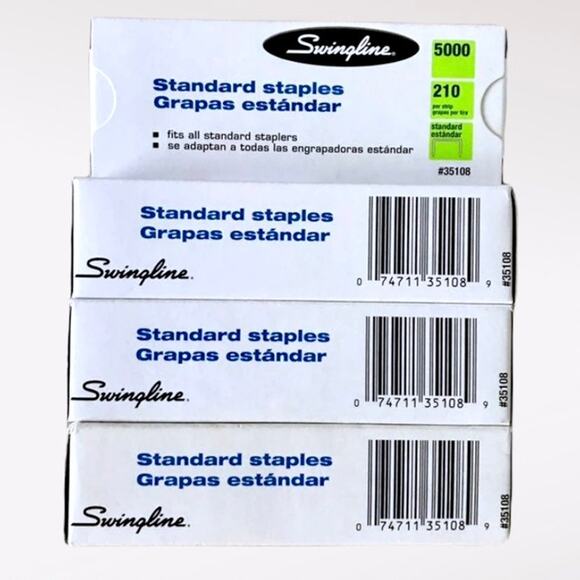 Swingline.
5000
Standard staples
Grapas estándar
210
per strip
grapas por tira
▪ fits all standard staplers
▪ se adaptan a todas las engrapadoras estándar
standard
estándar
#35108
Standard staples
Grapas estándar
Swingline.
0 74711 35108 9
#35108
Standard staples
Grapas estándar
Swingline.
0 74711 35108 9
#35108
Standard staples
Grapas estándar
Swingline.
0 74711 35108 9
#35108